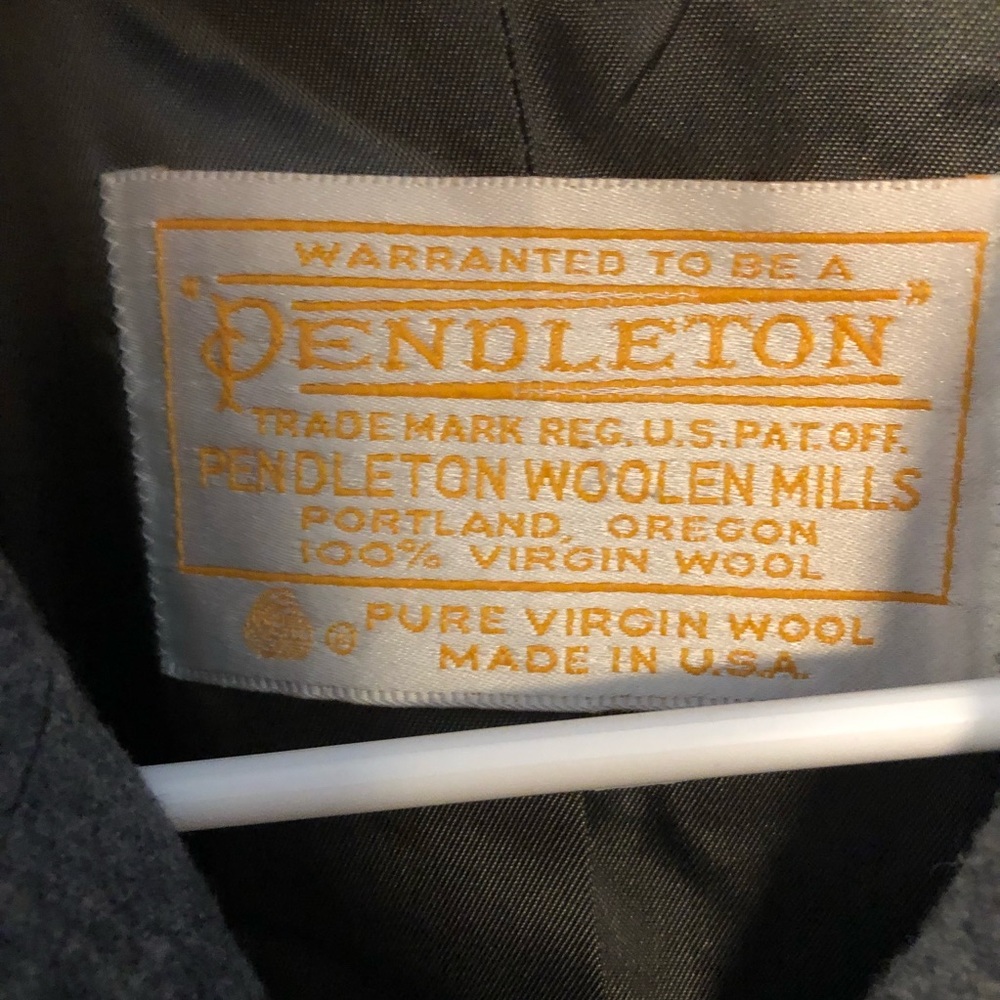 WARRANTED TO BE A
"PENDLETON"
TRADE MARK REG. U.S. PAT. OFF.
PENDLETON WOOLEN MILLS
PORTLAND, OREGON
100% VIRGIN WOOL
® PURE VIRGIN WOOL
MADE IN U.S.A.